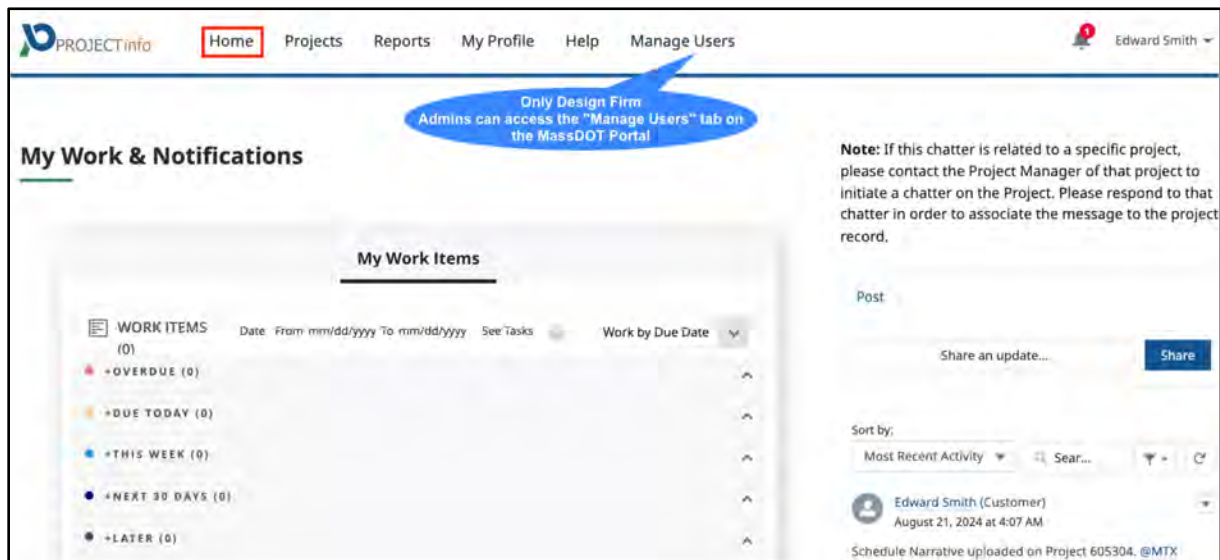 PROJECTinfo Home Projects Reports My Profile Help Manage Users 1 Edward Smith
Only Design Firm
Admins can access the "Manage Users" tab on
the MassDOT Portal
My Work & Notifications
My Work Items
WORK ITEMS
(0)
Date From mm/dd/yyyy To mm/dd/yyyy See Tasks Work by Due Date
+OVERDUE (0)
+DUE TODAY (0)
+THIS WEEK (0)
+NEXT 30 DAYS (0)
+LATER (0)
Note: If this chatter is related to a specific project,
please contact the Project Manager of that project to
initiate a chatter on the Project. Please respond to that
chatter in order to associate the message to the project
record.
Post
Share an update... Share
Sort by:
Most Recent Activity Sear...
Edward Smith (Customer)
August 21, 2024 at 4:07 AM
Schedule Narrative uploaded on Project 605304. @MTX